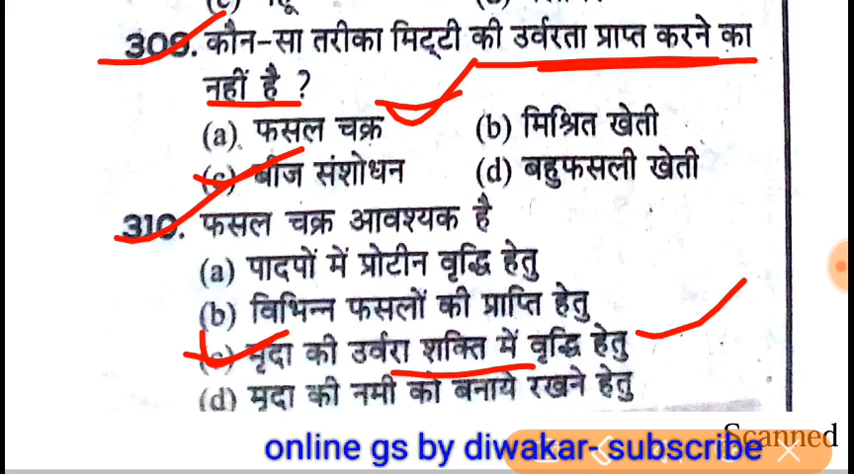 309. कौन-सा तरीका मिट्टी की उर्वरता प्राप्त करने का
नहीं है ?
(a) फसल चक्र (b) मिश्रित खेती
(c) बीज संशोधन (d) बहुफसली खेती
310. फसल चक्र आवश्यक है
(a) पादपों में प्रोटीन वृद्धि हेतु
(b) विभिन्न फसलों की प्राप्ति हेतु
(c) मृदा की उर्वरा शक्ति में वृद्धि हेतु
(d) मृदा की नमी को बनाये रखने हेतु
Scanned
online gs by diwakar- subscribe